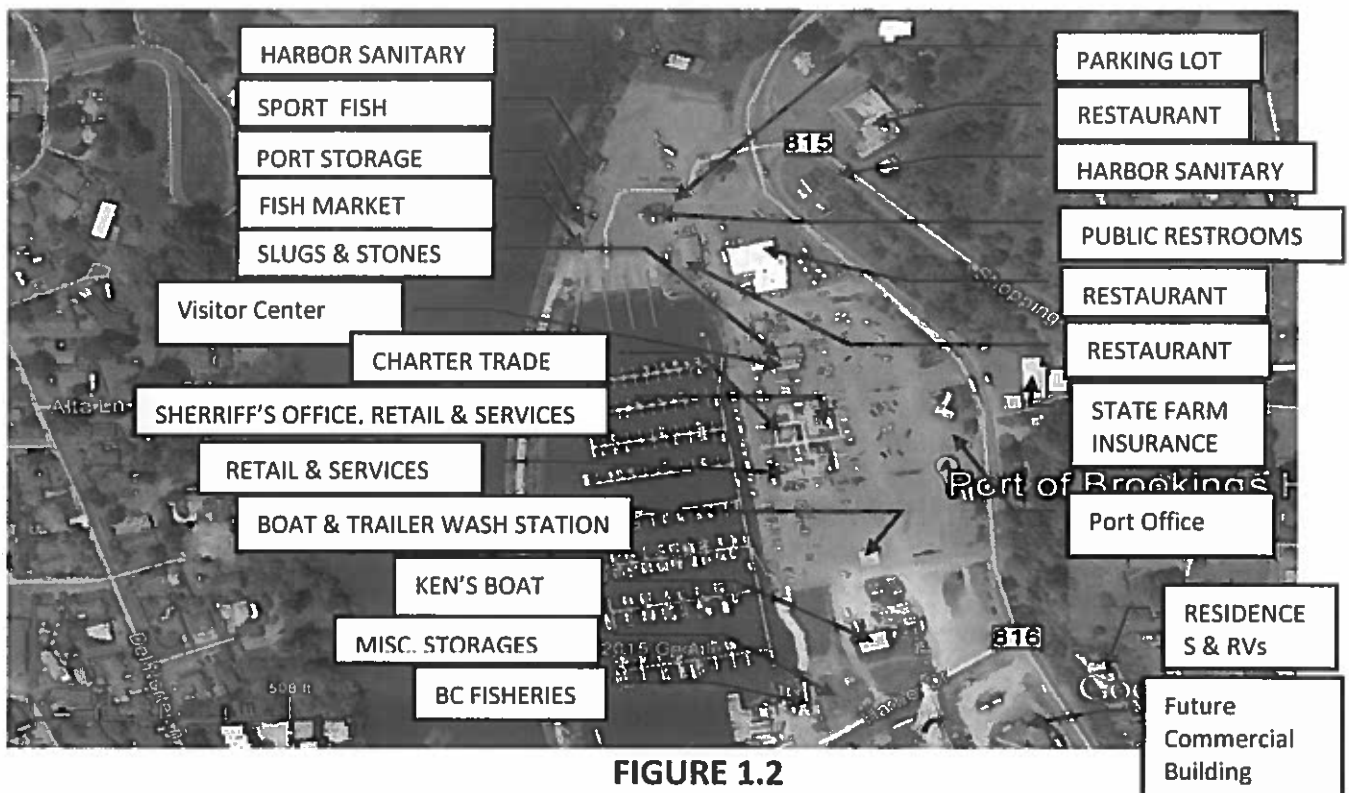 HARBOR SANITARY
SPORT FISH
PORT STORAGE
FISH MARKET
SLUGS & STONES
Visitor Center
CHARTER TRADE
SHERRIFF'S OFFICE, RETAIL & SERVICES
RETAIL & SERVICES
BOAT & TRAILER WASH STATION
KEN'S BOAT
MISC. STORAGES
BC FISHERIES
PARKING LOT
RESTAURANT
HARBOR SANITARY
PUBLIC RESTROOMS
RESTAURANT
RESTAURANT
STATE FARM
INSURANCE
Port of Brookings H
Port Office
RESIDENCE
S & RVs
Future
Commercial
Building
815
816
Shopping
508 ft
FIGURE 1.2